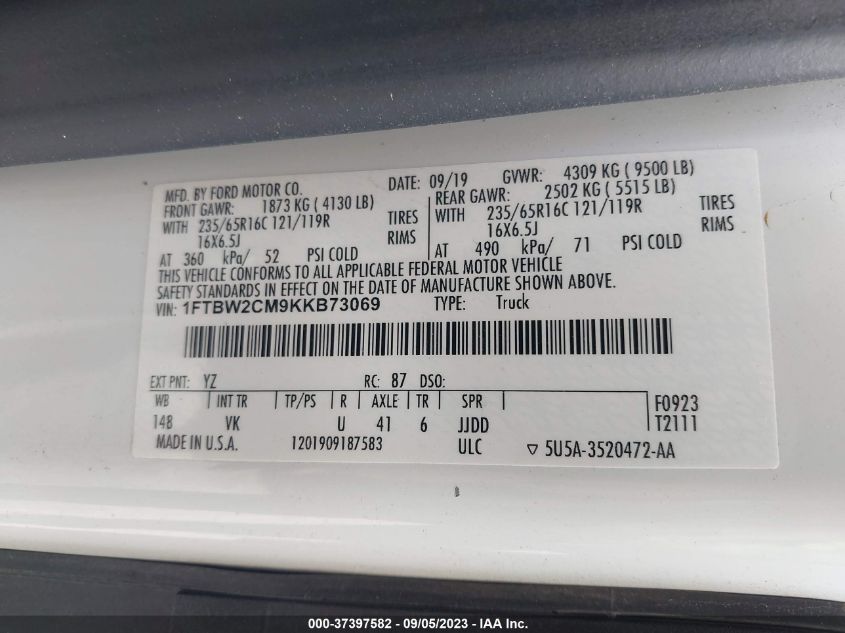 MFD. BY FORD MOTOR CO. DATE: 09/19 GVWR: 4309 KG ( 9500 LB)
FRONT GAWR: 1873 KG ( 4130 LB) REAR GAWR: 2502 KG ( 5515 LB)
WITH 235/65R16C 121/119R TIRES WITH 235/65R16C 121/119R TIRES
16X6.5J RIMS 16X6.5J RIMS
AT 360 kPa/ 52 PSI COLD AT 490 kPa/ 71 PSI COLD
THIS VEHICLE CONFORMS TO ALL APPLICABLE FEDERAL MOTOR VEHICLE
SAFETY STANDARDS IN EFFECT ON THE DATE OF MANUFACTURE SHOWN ABOVE.
VIN: 1FTBW2CM9KKB73069 TYPE: Truck
EXT PNT: YZ RC: 87 DSO:
WB INT TR TP/PS R AXLE TR SPR F0923
148 VK U 41 6 JJDD T2111
MADE IN U.S.A. 1201909187583 ULC ▽ 5U5A-3520472-AA
000-37397582 - 09/05/2023 - IAA Inc.